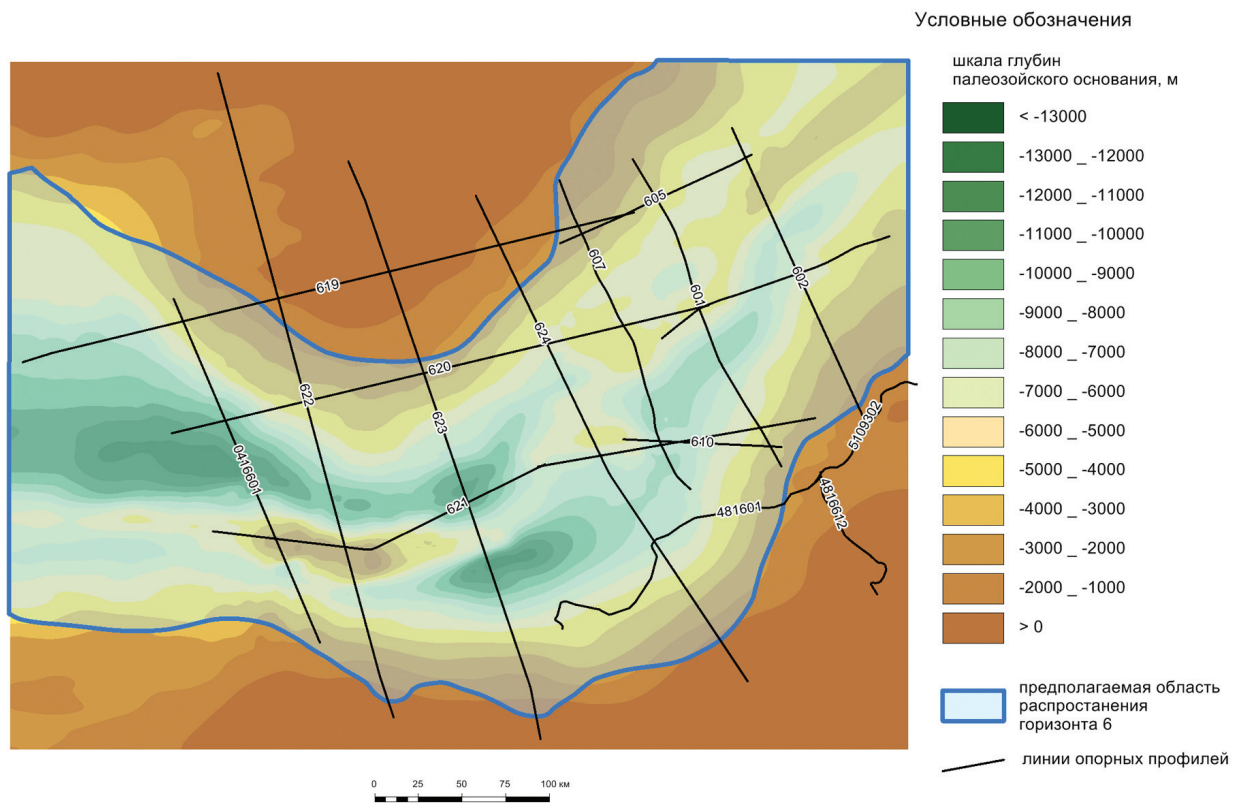 Условные обозначения
шкала глубин
палеозойского основания, м
< -13000
-13000 _ -12000
-12000 _ -11000
-11000 _ -10000
-10000 _ -9000
-9000 _ -8000
-8000 _ -7000
-7000 _ -6000
-6000 _ -5000
-5000 _ -4000
-4000 _ -3000
-3000 _ -2000
-2000 _ -1000
> 0
предполагаемая область
распростанения
горизонта 6
линии опорных профилей
605
607
601
602
619
624
620
622
623
0416601
610
621
481601
5109302
4816612
0 25 50 75 100 км